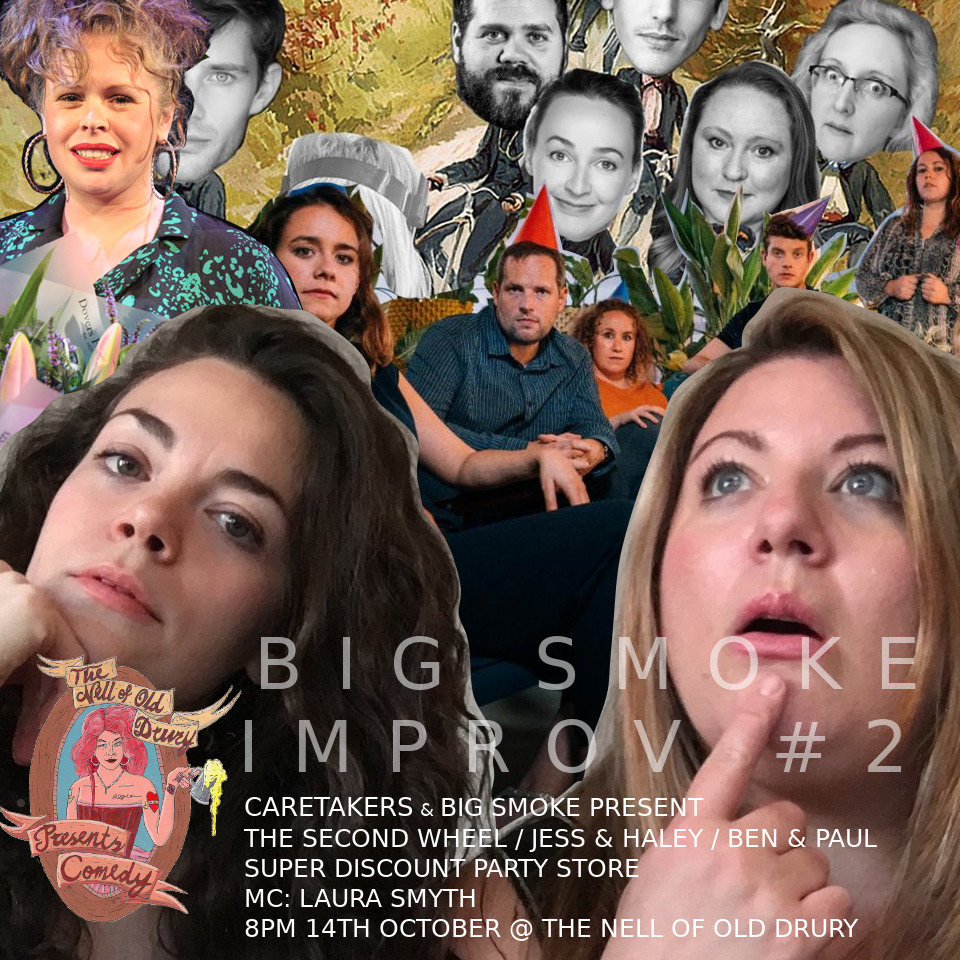 Dovers
BIG SMOKE
IMPROV #2
The
Nell of Old
Drury
Presents
Comedy
CARETAKERS & BIG SMOKE PRESENT
THE SECOND WHEEL / JESS & HALEY / BEN & PAUL
SUPER DISCOUNT PARTY STORE
MC: LAURA SMYTH
8PM 14TH OCTOBER @ THE NELL OF OLD DRURY